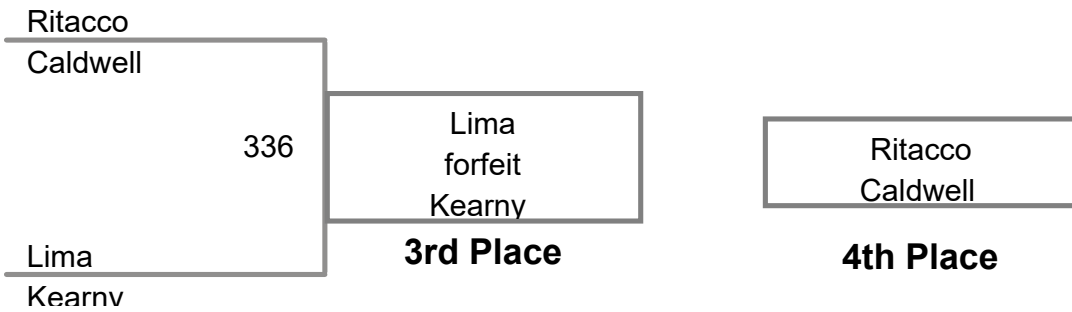 Ritacco
Caldwell
336
Lima
forfeit
Kearny
3rd Place
Ritacco
Caldwell
4th Place
Lima
Kearny